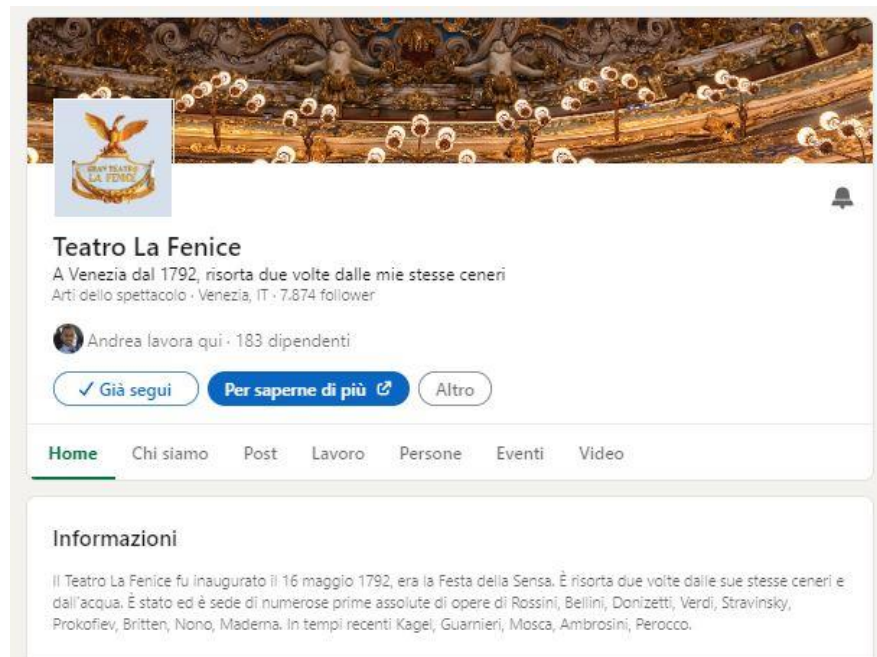 GRAN TEATRO
LA FENICE
Teatro La Fenice
A Venezia dal 1792, risorta due volte dalle mie stesse ceneri
Arti dello spettacolo · Venezia, IT · 7.874 follower
Andrea lavora qui · 183 dipendenti
✓ Già segui Per saperne di più Altro
Home Chi siamo Post Lavoro Persone Eventi Video
Informazioni
Il Teatro La Fenice fu inaugurato il 16 maggio 1792, era la Festa della Sensa. È risorta due volte dalle sue stesse ceneri e
dall'acqua. È stato ed è sede di numerose prime assolute di opere di Rossini, Bellini, Donizetti, Verdi, Stravinsky,
Prokofiev, Britten, Nono, Maderna. In tempi recenti Kagel, Guarnieri, Mosca, Ambrosini, Perocco.